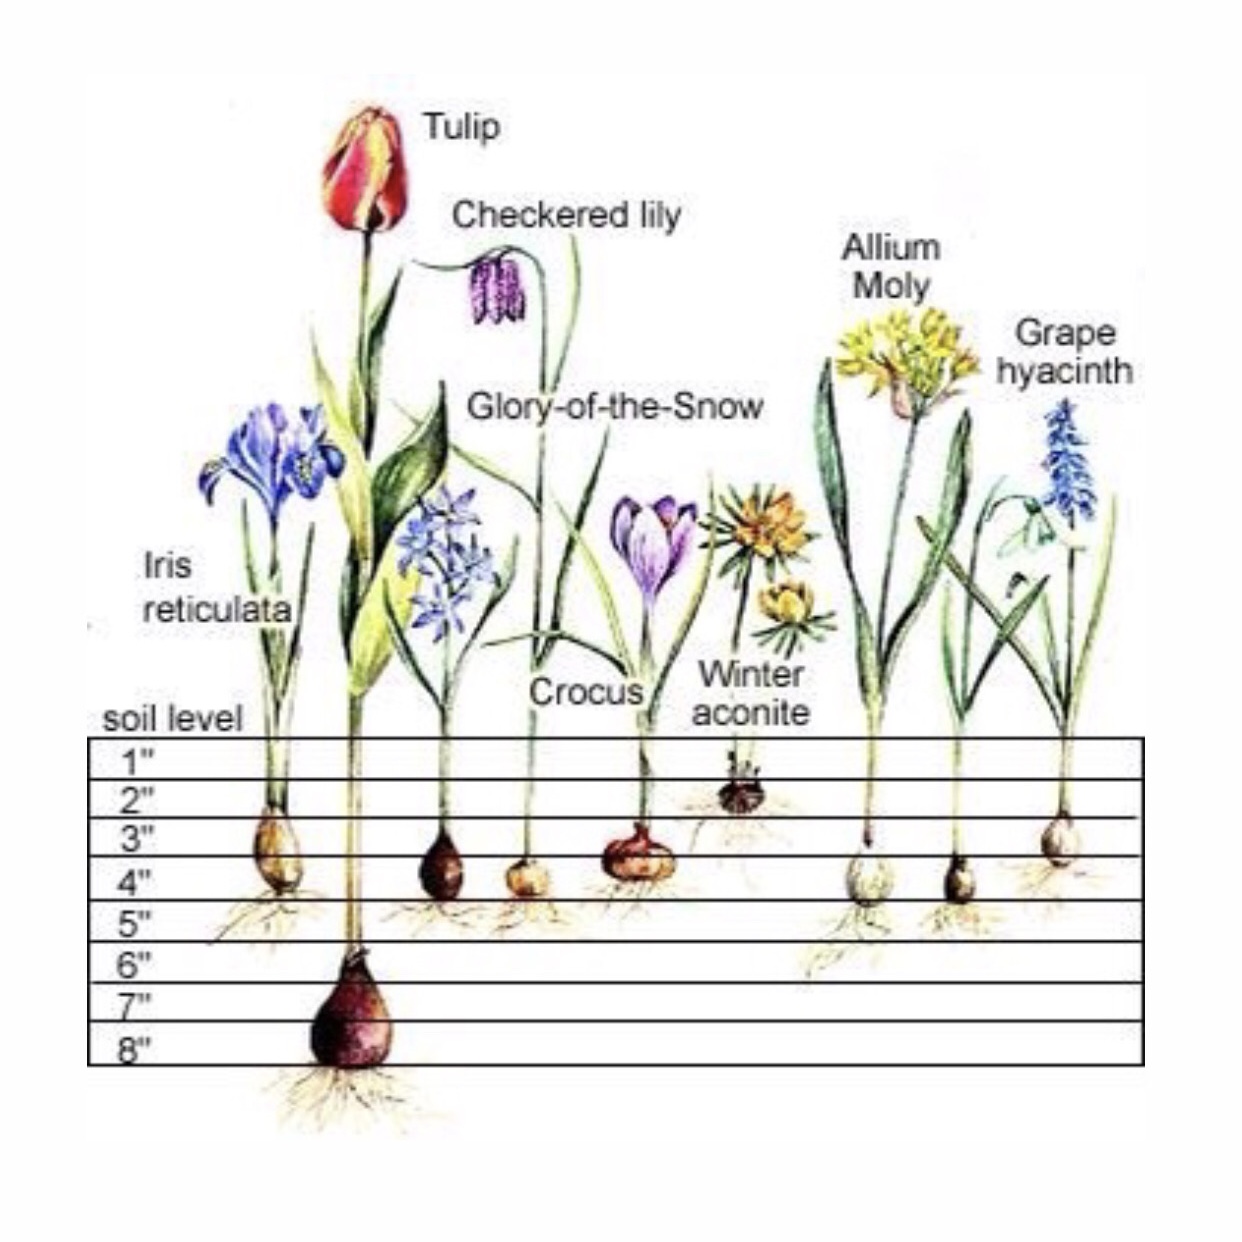 Tulip
Checkered lily
Allium
Moly
Grape
hyacinth
Glory-of-the-Snow
Iris
reticulata
Crocus
Winter
aconite
soil level
1"
2"
3"
4"
5"
6"
7"
8"